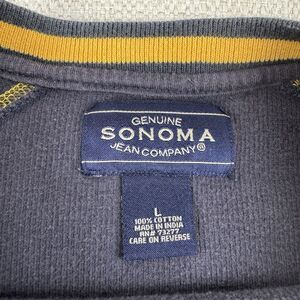 GENUINE
SONOMA
JEAN COMPANY®
L
100% COTTON
MADE IN INDIA
RN# 73277
CARE ON REVERSE